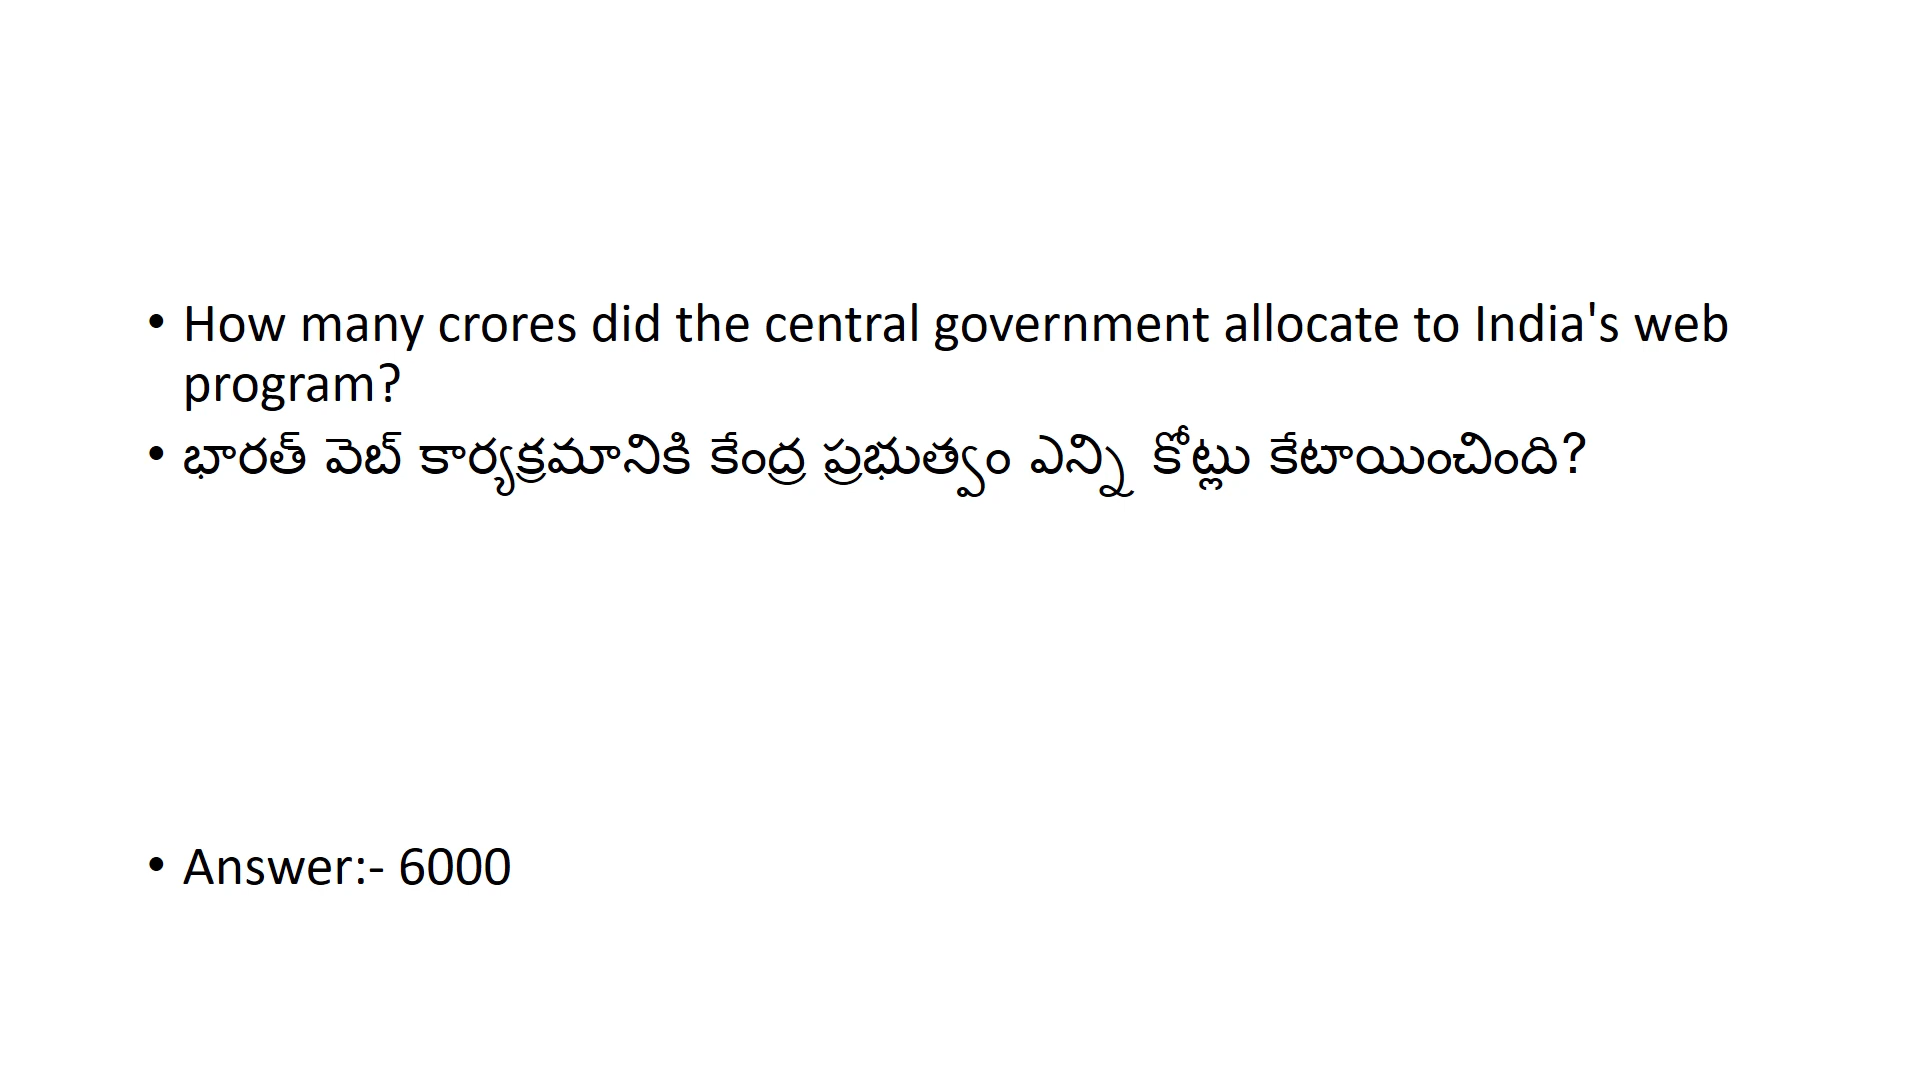 • How many crores did the central government allocate to India's web
program?
• భారత్ వెబ్ కార్యక్రమానికి కేంద్ర ప్రభుత్వం ఎన్ని కోట్లు కేటాయించింది?
• Answer:- 6000